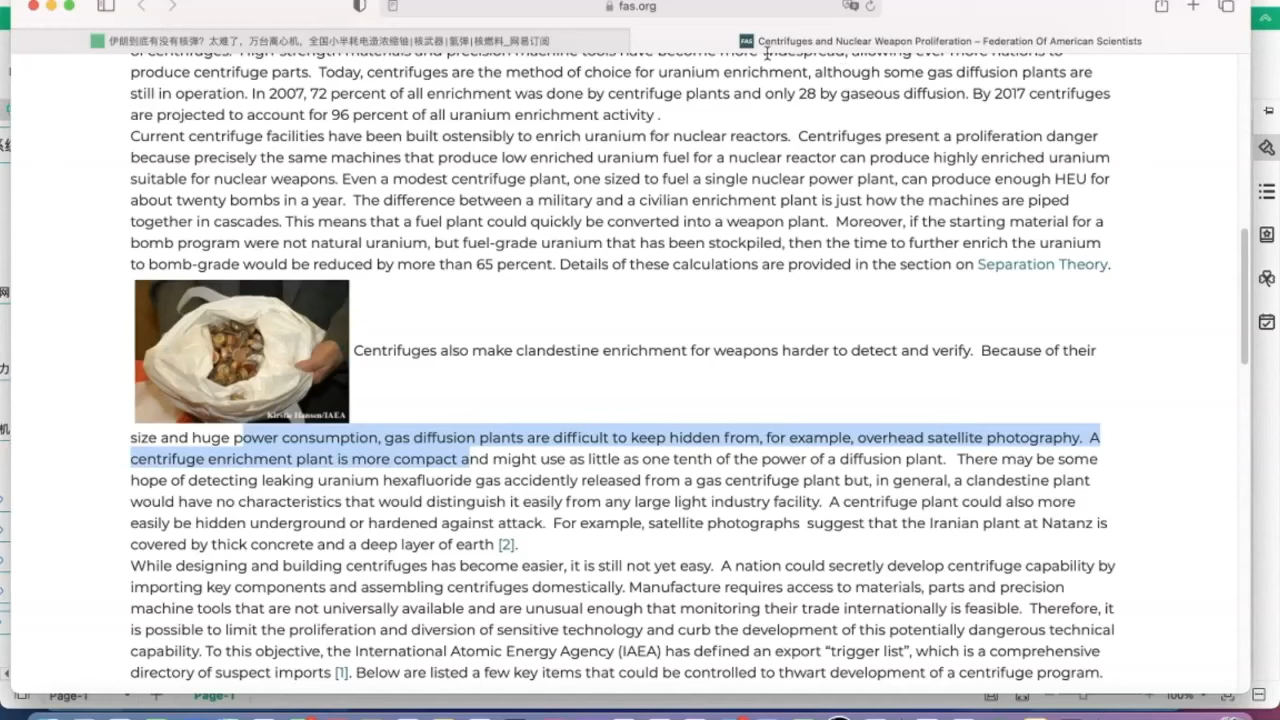 fas.org
伊朗到底有没有核弹？太难了，万台离心机，全国小半耗电造浓缩铀|核武器|氢弹|核燃料_网易订阅
FAS Centrifuges and Nuclear Weapon Proliferation – Federation Of American Scientists
of centrifuges. High strength materials and precision machine tools have become more widespread, allowing ever more nations to
produce centrifuge parts. Today, centrifuges are the method of choice for uranium enrichment, although some gas diffusion plants are
still in operation. In 2007, 72 percent of all enrichment was done by centrifuge plants and only 28 by gaseous diffusion. By 2017 centrifuges
are projected to account for 96 percent of all uranium enrichment activity .
Current centrifuge facilities have been built ostensibly to enrich uranium for nuclear reactors. Centrifuges present a proliferation danger
because precisely the same machines that produce low enriched uranium fuel for a nuclear reactor can produce highly enriched uranium
suitable for nuclear weapons. Even a modest centrifuge plant, one sized to fuel a single nuclear power plant, can produce enough HEU for
about twenty bombs in a year. The difference between a military and a civilian enrichment plant is just how the machines are piped
together in cascades. This means that a fuel plant could quickly be converted into a weapon plant. Moreover, if the starting material for a
bomb program were not natural uranium, but fuel-grade uranium that has been stockpiled, then the time to further enrich the uranium
to bomb-grade would be reduced by more than 65 percent. Details of these calculations are provided in the section on Separation Theory.
Centrifuges also make clandestine enrichment for weapons harder to detect and verify. Because of their
Kirstie Hansen/IAEA
size and huge power consumption, gas diffusion plants are difficult to keep hidden from, for example, overhead satellite photography. A
centrifuge enrichment plant is more compact and might use as little as one tenth of the power of a diffusion plant. There may be some
hope of detecting leaking uranium hexafluoride gas accidently released from a gas centrifuge plant but, in general, a clandestine plant
would have no characteristics that would distinguish it easily from any large light industry facility. A centrifuge plant could also more
easily be hidden underground or hardened against attack. For example, satellite photographs suggest that the Iranian plant at Natanz is
covered by thick concrete and a deep layer of earth [2].
While designing and building centrifuges has become easier, it is still not yet easy. A nation could secretly develop centrifuge capability by
importing key components and assembling centrifuges domestically. Manufacture requires access to materials, parts and precision
machine tools that are not universally available and are unusual enough that monitoring their trade internationally is feasible. Therefore, it
is possible to limit the proliferation and diversion of sensitive technology and curb the development of this potentially dangerous technical
capability. To this objective, the International Atomic Energy Agency (IAEA) has defined an export “trigger list”, which is a comprehensive
directory of suspect imports [1]. Below are listed a few key items that could be controlled to thwart development of a centrifuge program.
Page-1 Page-1 100%